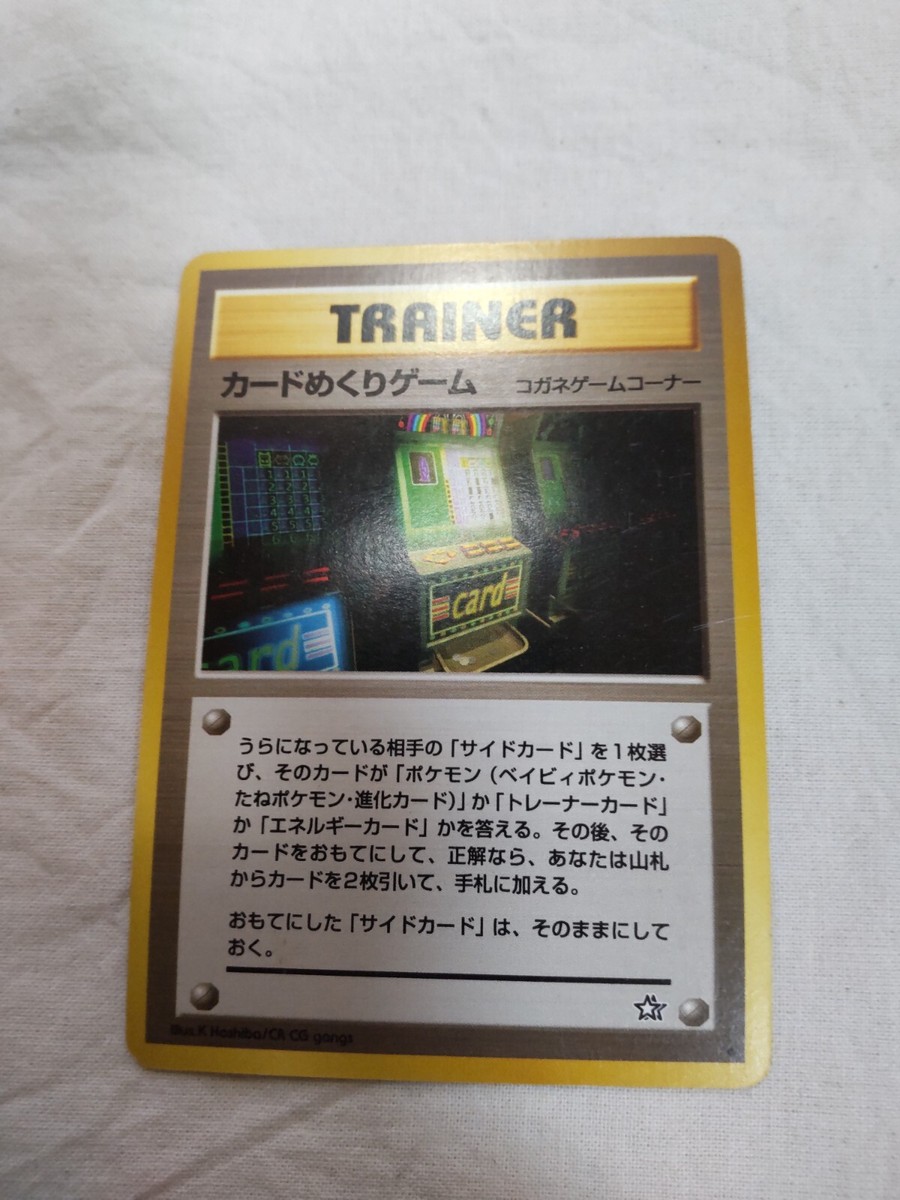 TRAINER
カードめくりゲーム コガネゲームコーナー
card
ard
うらになっている相手の「サイドカード」を1枚選
び、そのカードが「ポケモン（ベイビィポケモン・
たねポケモン・進化カード）」か「トレーナーカード」
か「エネルギーカード」かを答える。その後、その
カードをおもてにして、正解なら、あなたは山札
からカードを2枚引いて、手札に加える。
おもてにした「サイドカード」は、そのままにして
おく。
Illus.K Hoshiba/CR CG gangs